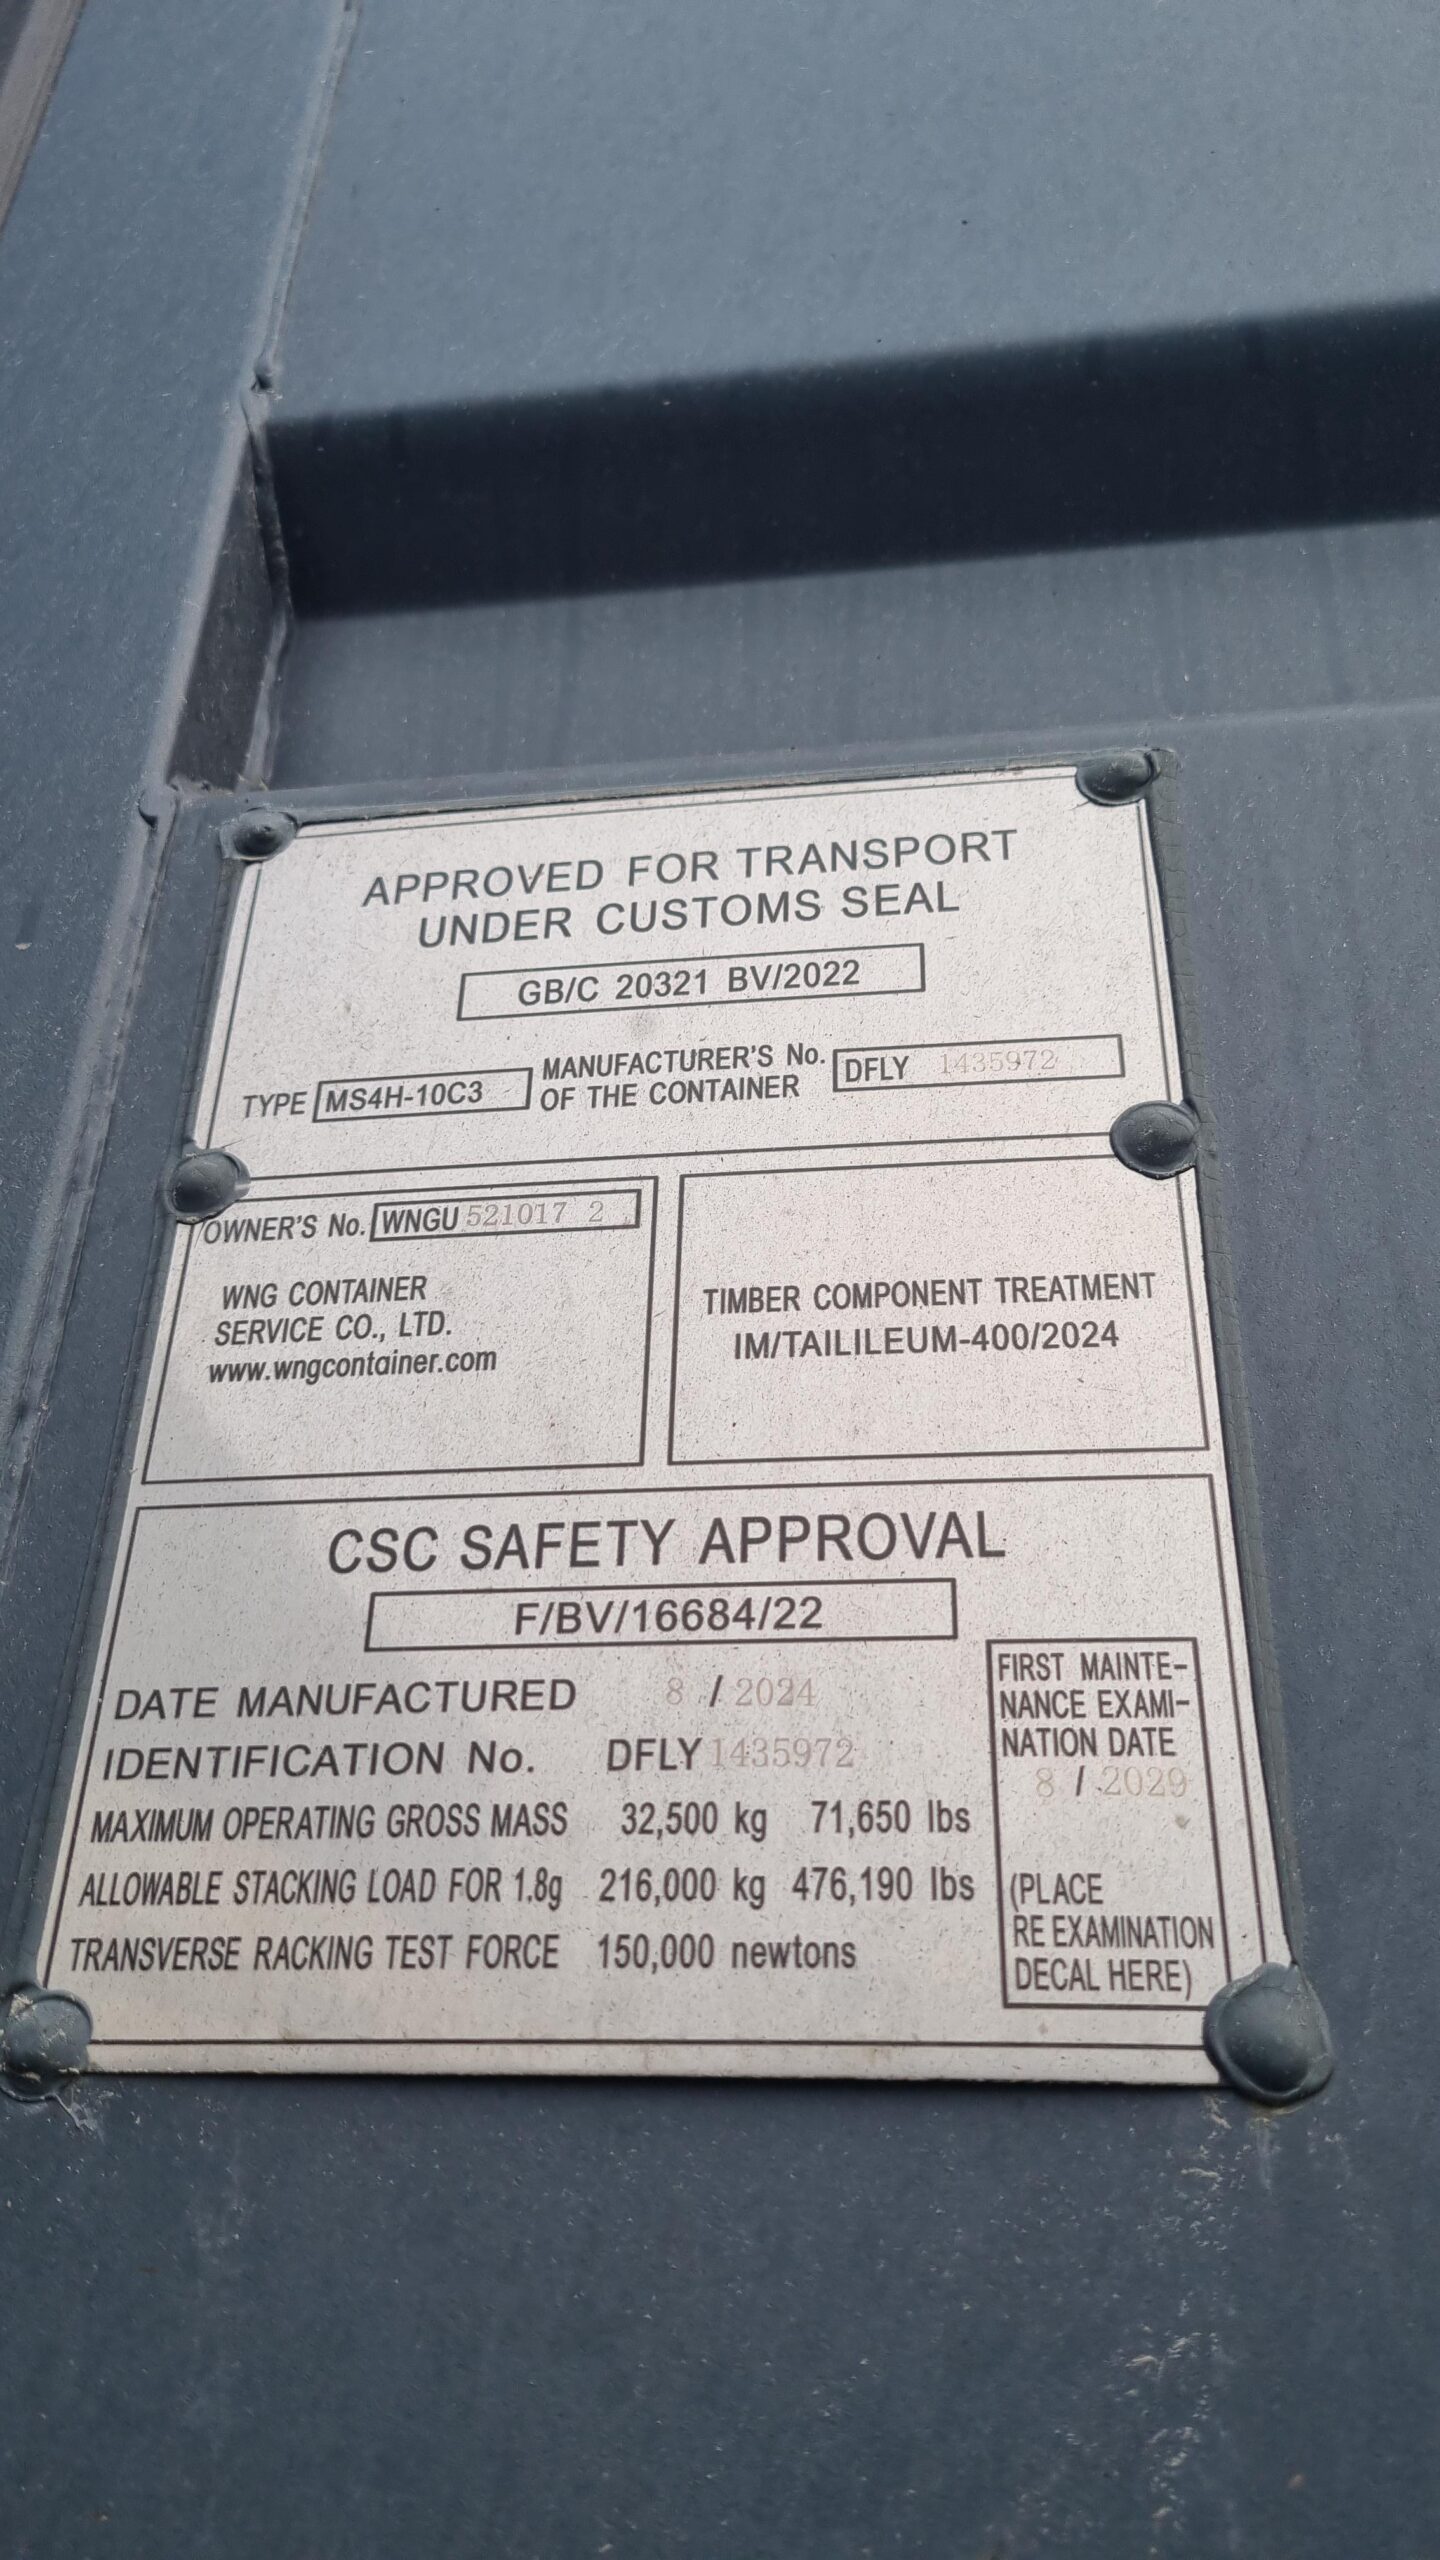 APPROVED FOR TRANSPORT
UNDER CUSTOMS SEAL
GB/C 20321 BV/2022
TYPE MS4H-10C3 MANUFACTURER'S No. OF THE CONTAINER DFLY 1435972
OWNER'S No. WNGU 521017 2
WNG CONTAINER
SERVICE CO., LTD.
www.wngcontainer.com
TIMBER COMPONENT TREATMENT
IM/TAILILEUM-400/2024
CSC SAFETY APPROVAL
F/BV/16684/22
DATE MANUFACTURED 8 / 2024
IDENTIFICATION No. DFLY 1435972
MAXIMUM OPERATING GROSS MASS 32,500 kg 71,650 lbs
ALLOWABLE STACKING LOAD FOR 1.8g 216,000 kg 476,190 lbs
TRANSVERSE RACKING TEST FORCE 150,000 newtons
FIRST MAINTE-
NANCE EXAMI-
NATION DATE
8 / 2029
(PLACE
RE EXAMINATION
DECAL HERE)